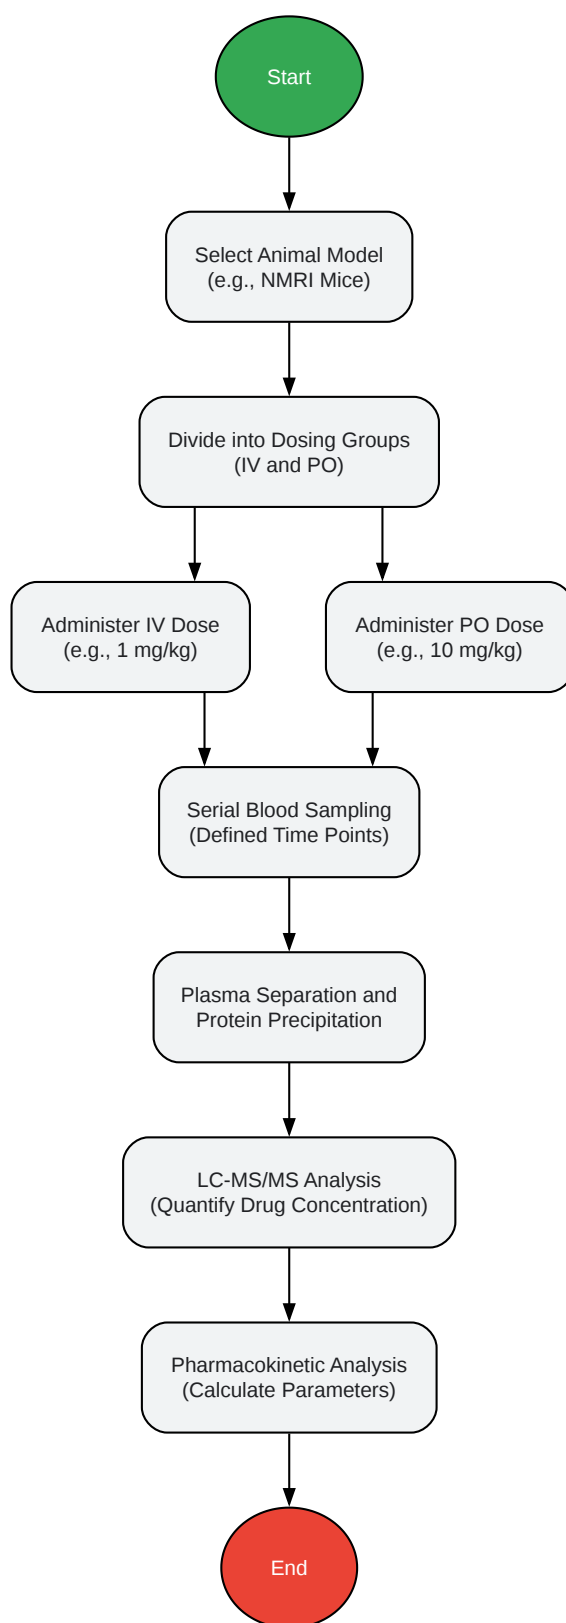 Start
Select Animal Model
(e.g., NMRI Mice)
Divide into Dosing Groups
(IV and PO)
Administer IV Dose
(e.g., 1 mg/kg)
Administer PO Dose
(e.g., 10 mg/kg)
Serial Blood Sampling
(Defined Time Points)
Plasma Separation and
Protein Precipitation
LC-MS/MS Analysis
(Quantify Drug Concentration)
Pharmacokinetic Analysis
(Calculate Parameters)
End